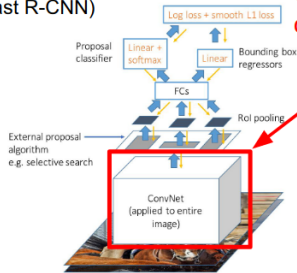 ast R-CNN)
Log loss + smooth L1 loss
Proposal
classifier
Linear +
softmax
Linear
Bounding box
regressors
FCs
RoI pooling
External proposal
algorithm
e.g. selective search
ConvNet
(applied to entire
image)